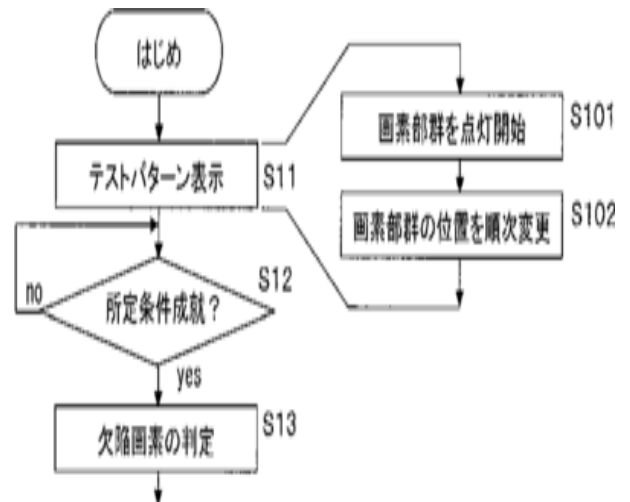 はじめ
テストパターン表示
S11
画素部群を点灯開始
S101
画素部群の位置を順次変更
S102
所定条件成就？
S12
no
yes
欠陥画素の判定
S13